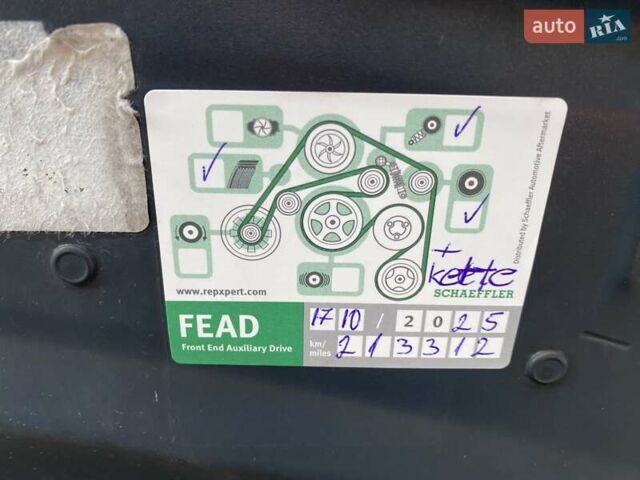 auto RIA .com
Distributed by Schaeffler Automotive Aftermarket
+
kette
www.repxpert.com
SCHAEFFLER
FEAD
Front End Auxiliary Drive
17 10 / 2025
km/
miles
213312